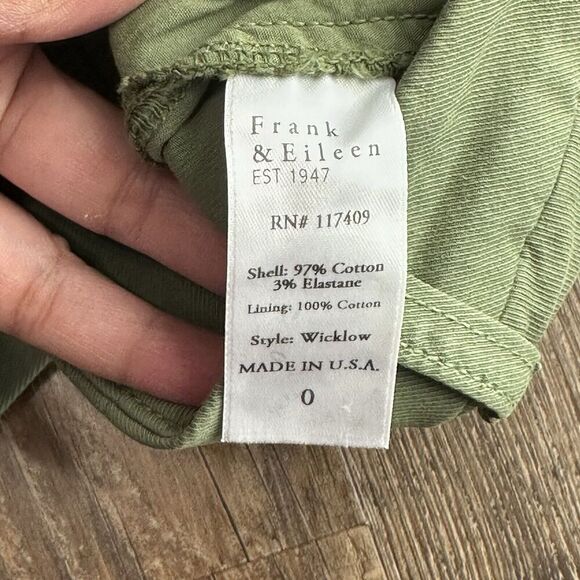 Frank
& Eileen
EST 1947
RN# 117409
Shell: 97% Cotton
3% Elastane
Lining: 100% Cotton
Style: Wicklow
MADE IN U.S.A.
0